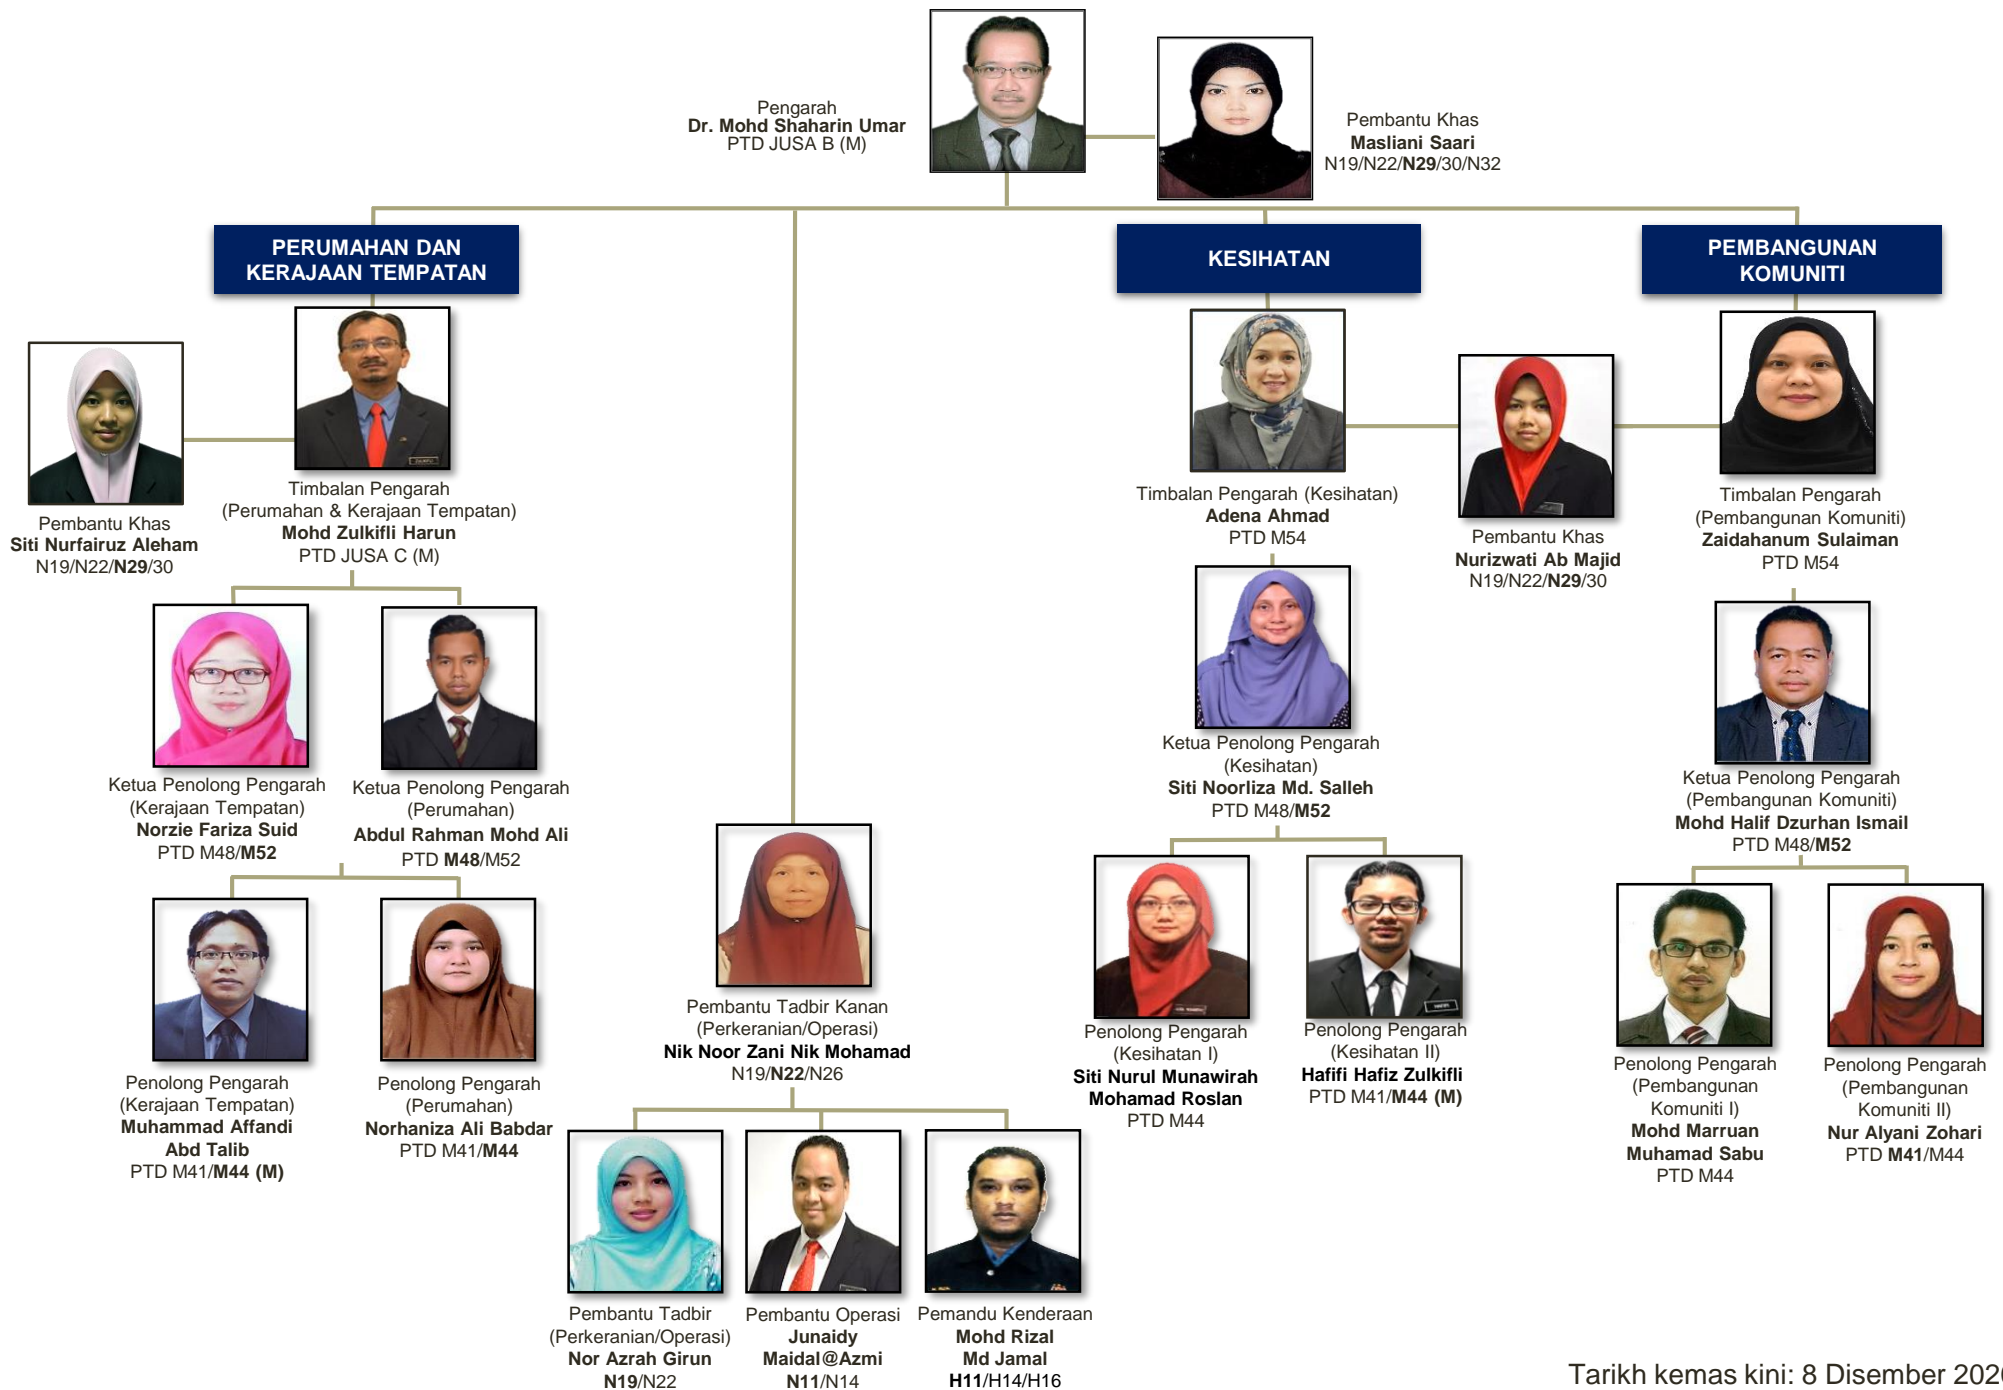 Pengarah
Dr. Mohd Shaharin Umar
PTD JUSA B (M)
Pembantu Khas
Masliani Saari
N19/N22/N29/30/N32
PERUMAHAN DAN
KERAJAAN TEMPATAN
KESIHATAN
PEMBANGUNAN
KOMUNITI
Pembantu Khas
Siti Nurfairuz Aleham
N19/N22/N29/30
Timbalan Pengarah
(Perumahan & Kerajaan Tempatan)
Mohd Zulkifli Harun
PTD JUSA C (M)
Timbalan Pengarah (Kesihatan)
Adena Ahmad
PTD M54
Pembantu Khas
Nurizwati Ab Majid
N19/N22/N29/30
Timbalan Pengarah
(Pembangunan Komuniti)
Zaidahanum Sulaiman
PTD M54
Ketua Penolong Pengarah
(Kerajaan Tempatan)
Norzie Fariza Suid
PTD M48/M52
Ketua Penolong Pengarah
(Perumahan)
Abdul Rahman Mohd Ali
PTD M48/M52
Ketua Penolong Pengarah
(Kesihatan)
Siti Noorliza Md. Salleh
PTD M48/M52
Ketua Penolong Pengarah
(Pembangunan Komuniti)
Mohd Halif Dzurhan Ismail
PTD M48/M52
Penolong Pengarah
(Kerajaan Tempatan)
Muhammad Affandi
Abd Talib
PTD M41/M44 (M)
Penolong Pengarah
(Perumahan)
Norhaniza Ali Babdar
PTD M41/M44
Pembantu Tadbir Kanan
(Perkeranian/Operasi)
Nik Noor Zani Nik Mohamad
N19/N22/N26
Penolong Pengarah
(Kesihatan I)
Siti Nurul Munawirah
Mohamad Roslan
PTD M44
Penolong Pengarah
(Kesihatan II)
Hafifi Hafiz Zulkifli
PTD M41/M44 (M)
Penolong Pengarah
(Pembangunan
Komuniti I)
Mohd Marruan
Muhamad Sabu
PTD M44
Penolong Pengarah
(Pembangunan
Komuniti II)
Nur Alyani Zohari
PTD M41/M44
Pembantu Tadbir
(Perkeranian/Operasi)
Nor Azrah Girun
N19/N22
Pembantu Operasi
Junaidy
Maidal@Azmi
N11/N14
Pemandu Kenderaan
Mohd Rizal
Md Jamal
H11/H14/H16
Tarikh kemas kini: 8 Disember 2020